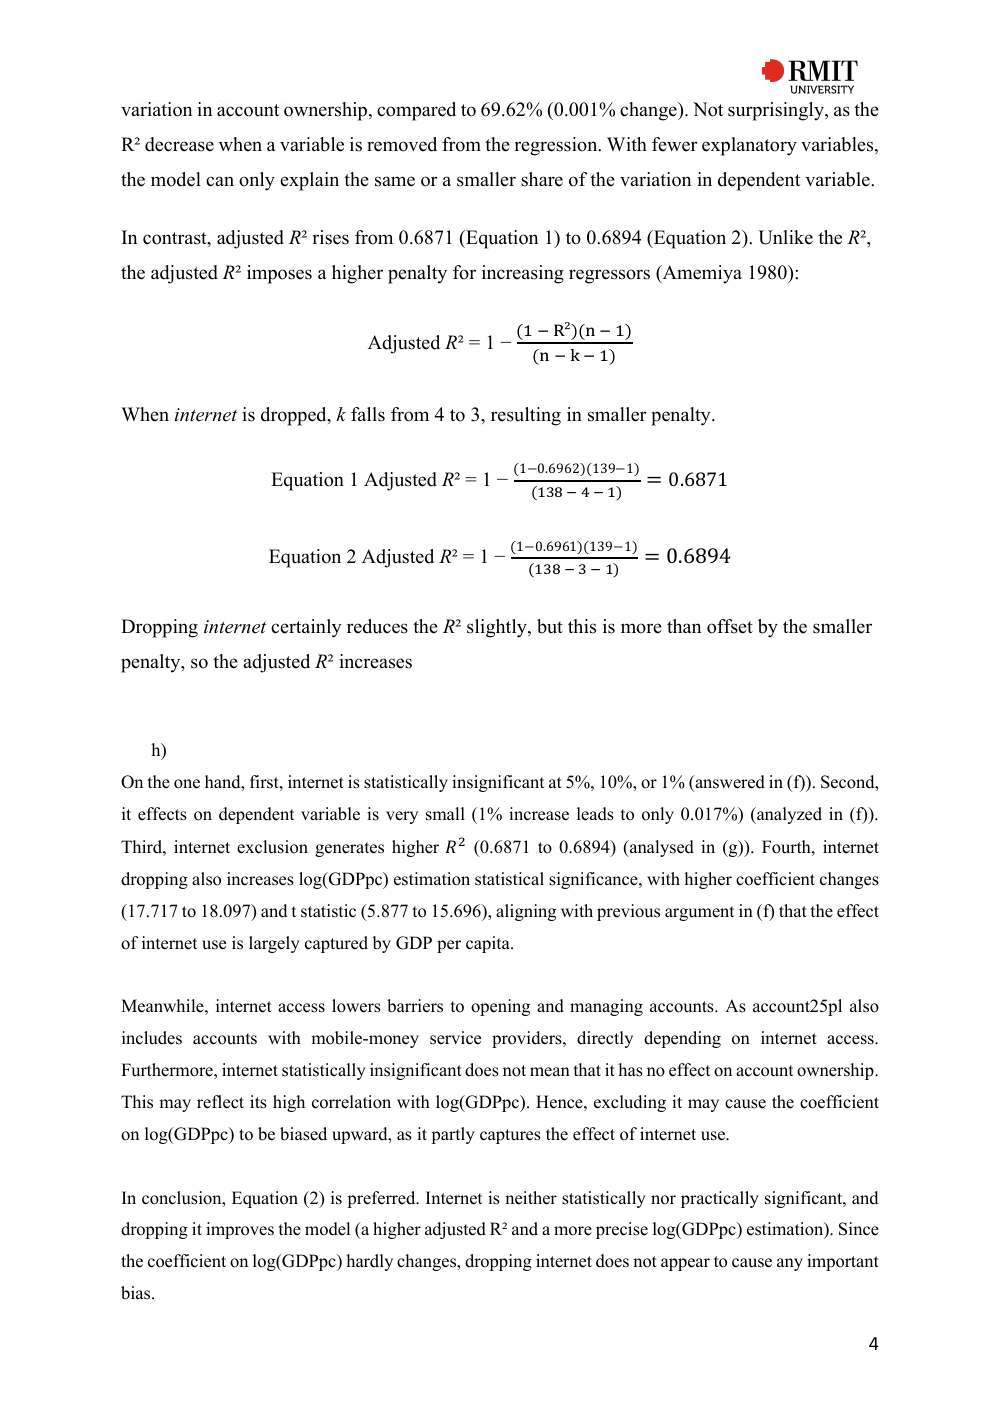 RMIT
UNIVERSITY
variation in account ownership, compared to 69.62% (0.001% change). Not surprisingly, as the
R² decrease when a variable is removed from the regression. With fewer explanatory variables,
the model can only explain the same or a smaller share of the variation in dependent variable.
In contrast, adjusted R² rises from 0.6871 (Equation 1) to 0.6894 (Equation 2). Unlike the R²,
the adjusted R² imposes a higher penalty for increasing regressors (Amemiya 1980):
Adjusted R² = 1 − (1 − R²)(n − 1) / (n − k − 1)
When internet is dropped, k falls from 4 to 3, resulting in smaller penalty.
Equation 1 Adjusted R² = 1 − (1−0.6962)(139−1) / (138 − 4 − 1) = 0.6871
Equation 2 Adjusted R² = 1 − (1−0.6961)(139−1) / (138 − 3 − 1) = 0.6894
Dropping internet certainly reduces the R² slightly, but this is more than offset by the smaller
penalty, so the adjusted R² increases
h)
On the one hand, first, internet is statistically insignificant at 5%, 10%, or 1% (answered in (f)). Second,
it effects on dependent variable is very small (1% increase leads to only 0.017%) (analyzed in (f)).
Third, internet exclusion generates higher R² (0.6871 to 0.6894) (analysed in (g)). Fourth, internet
dropping also increases log(GDPpc) estimation statistical significance, with higher coefficient changes
(17.717 to 18.097) and t statistic (5.877 to 15.696), aligning with previous argument in (f) that the effect
of internet use is largely captured by GDP per capita.
Meanwhile, internet access lowers barriers to opening and managing accounts. As account25pl also
includes accounts with mobile-money service providers, directly depending on internet access.
Furthermore, internet statistically insignificant does not mean that it has no effect on account ownership.
This may reflect its high correlation with log(GDPpc). Hence, excluding it may cause the coefficient
on log(GDPpc) to be biased upward, as it partly captures the effect of internet use.
In conclusion, Equation (2) is preferred. Internet is neither statistically nor practically significant, and
dropping it improves the model (a higher adjusted R² and a more precise log(GDPpc) estimation). Since
the coefficient on log(GDPpc) hardly changes, dropping internet does not appear to cause any important
bias.
4